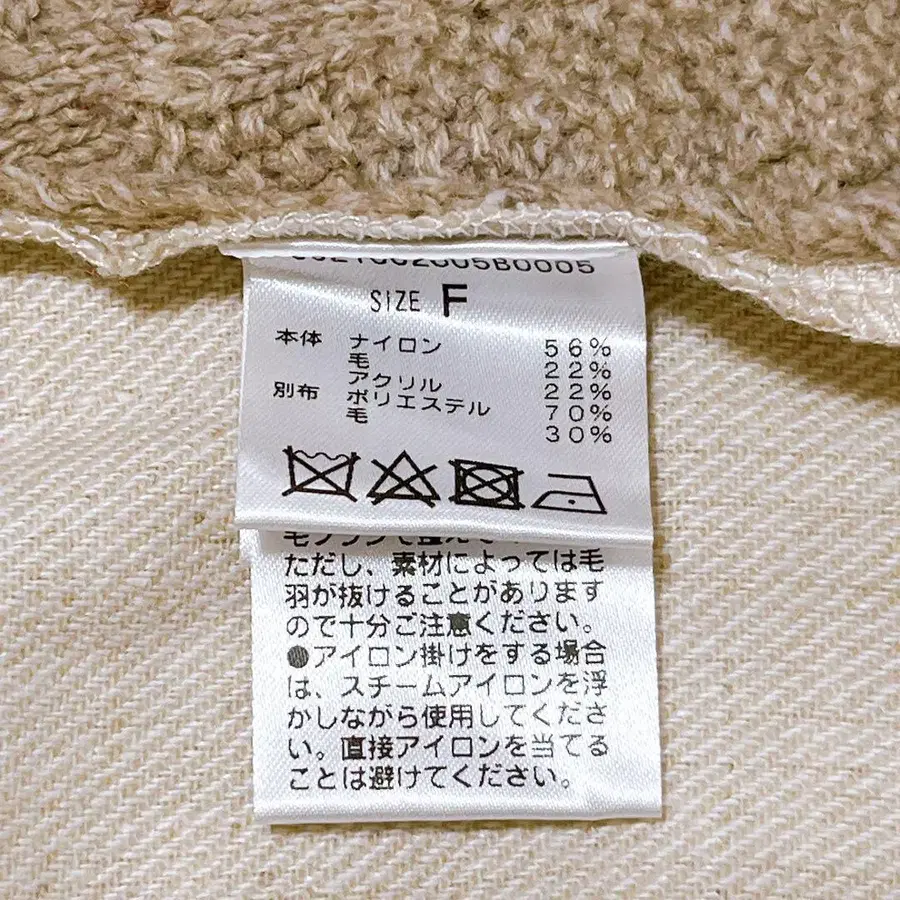 SIZE F
本体 ナイロン 56%
毛 22%
アクリル 22%
別布 ポリエステル 70%
毛 30%
ただし、素材によっては毛
羽が抜けることがあります
ので十分ご注意ください。
●アイロン掛けをする場合
は、スチームアイロンを浮
かしながら使用してくださ
い。直接アイロンを当てる
ことは避けてください。